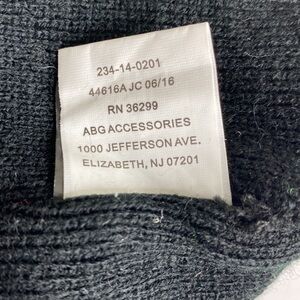 234-14-0201
44616A JC 06/16
RN 36299
ABG ACCESSORIES
1000 JEFFERSON AVE.
ELIZABETH, NJ 07201